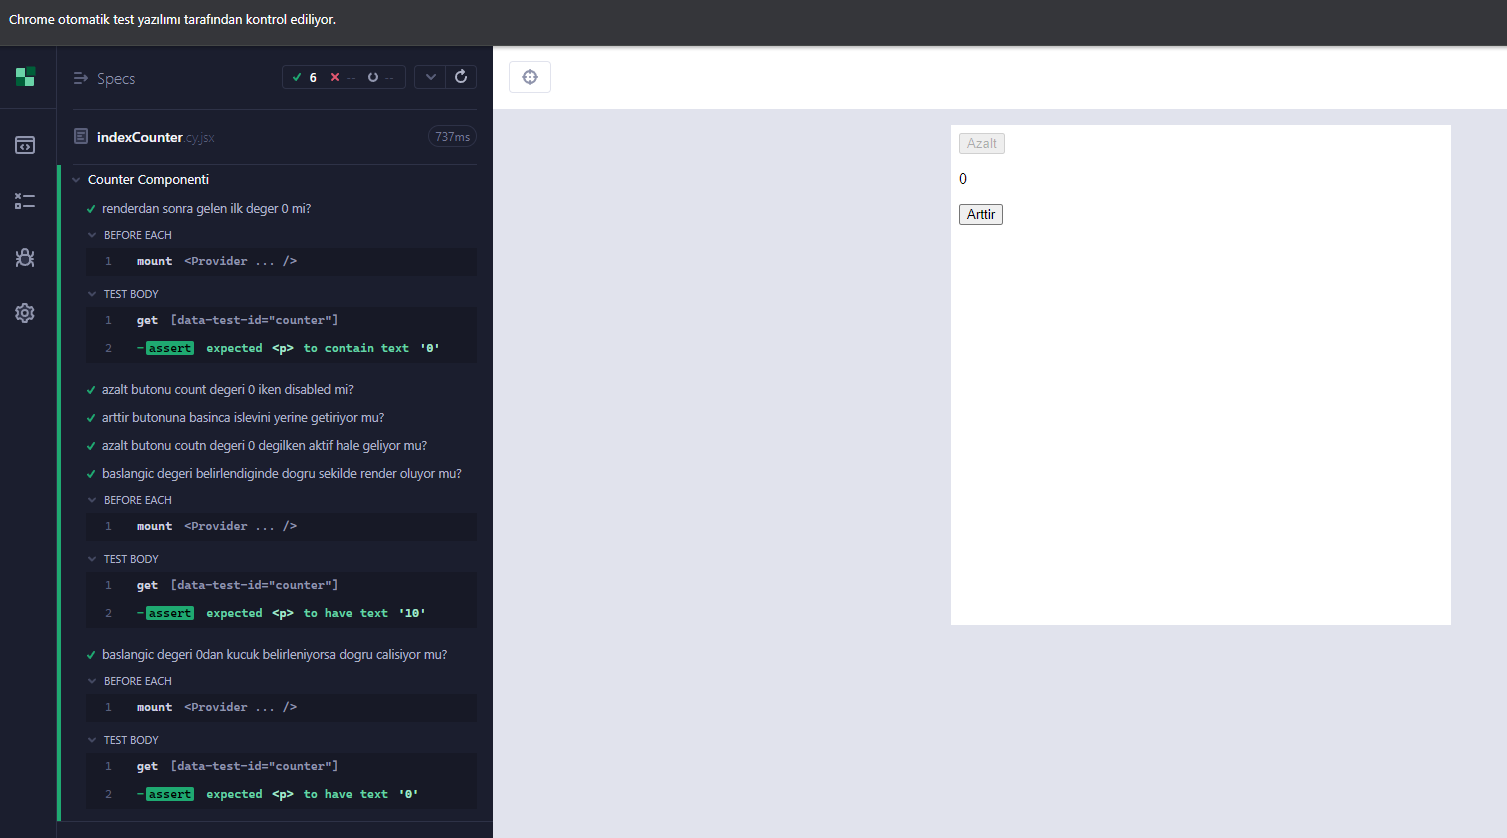 Chrome otomatik test yazılımı tarafından kontrol ediliyor.
Specs
6 -- --
indexCounter.cy.jsx 737ms
Counter Componenti
renderdan sonra gelen ilk deger 0 mi?
BEFORE EACH
1 mount <Provider ... />
TEST BODY
1 get [data-test-id="counter"]
2 -assert expected <p> to contain text '0'
azalt butonu count degeri 0 iken disabled mi?
arttir butonuna basinca islevini yerine getiriyor mu?
azalt butonu coutn degeri 0 degilken aktif hale geliyor mu?
baslangic degeri belirlendiginde dogru sekilde render oluyor mu?
BEFORE EACH
1 mount <Provider ... />
TEST BODY
1 get [data-test-id="counter"]
2 -assert expected <p> to have text '10'
baslangic degeri 0dan kucuk belirleniyorsa dogru calisiyor mu?
BEFORE EACH
1 mount <Provider ... />
TEST BODY
1 get [data-test-id="counter"]
2 -assert expected <p> to have text '0'
Azalt
0
Arttir